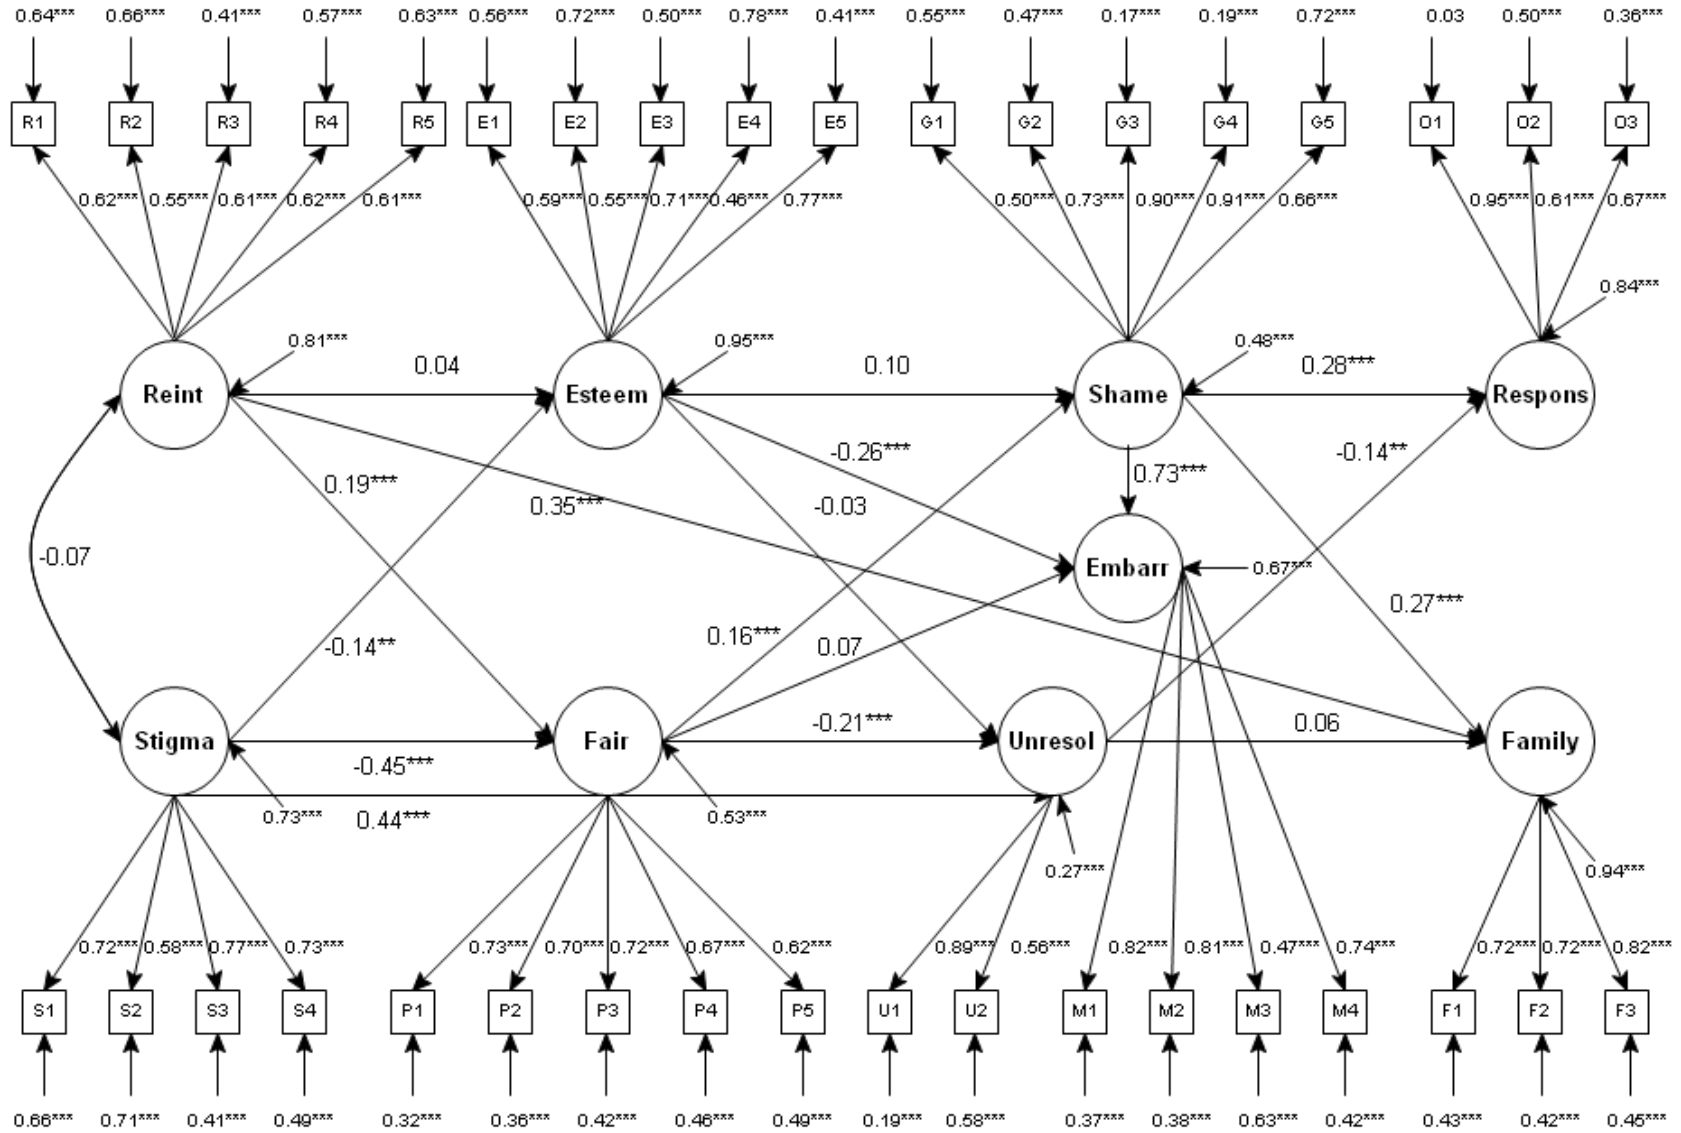 0.64*** 0.66*** 0.41*** 0.57*** 0.63*** 0.56*** 0.72*** 0.50*** 0.78*** 0.41*** 0.55*** 0.47*** 0.17*** 0.19*** 0.72*** 0.03 0.50*** 0.36***
R1 R2 R3 R4 R5 E1 E2 E3 E4 E5 G1 G2 G3 G4 G5 O1 O2 O3
0.62*** 0.55*** 0.61*** 0.62*** 0.61*** 0.59*** 0.55*** 0.71*** 0.46*** 0.77*** 0.50*** 0.73*** 0.90*** 0.91*** 0.66*** 0.95*** 0.61*** 0.67***
0.84***
0.81*** 0.95*** 0.48***
0.04 0.10 0.28***
Reint Esteem Shame Respons
-0.26*** -0.14**
0.73***
0.19***
0.35*** -0.03
-0.07
Embarr 0.67***
0.27***
0.16***
-0.14** 0.07
-0.21*** 0.06
Stigma Fair Unresol Family
-0.45***
0.73*** 0.44*** 0.53***
0.27*** 0.94***
0.72*** 0.58*** 0.77*** 0.73*** 0.73*** 0.70*** 0.72*** 0.67*** 0.62*** 0.89*** 0.56*** 0.82*** 0.81*** 0.47*** 0.74*** 0.72*** 0.72*** 0.82***
S1 S2 S3 S4 P1 P2 P3 P4 P5 U1 U2 M1 M2 M3 M4 F1 F2 F3
0.66*** 0.71*** 0.41*** 0.49*** 0.32*** 0.36*** 0.42*** 0.46*** 0.49*** 0.19*** 0.58*** 0.37*** 0.38*** 0.63*** 0.42*** 0.43*** 0.42*** 0.45***